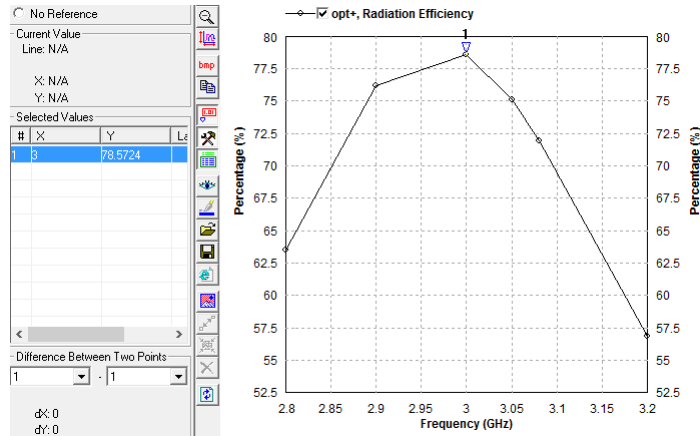 No Reference
Current Value
Line: N/A
X: N/A
Y: N/A
Selected Values
# X Y La
1 3 78.5724
Difference Between Two Points
1 - 1
dX: 0
dY: 0
bmp
opt+, Radiation Efficiency
1
80
77.5
75
72.5
70
67.5
65
62.5
60
57.5
55
52.5
Percentage (%)
2.8 2.85 2.9 2.95 3 3.05 3.1 3.15 3.2
Frequency (GHz)
80
77.5
75
72.5
70
67.5
65
62.5
60
57.5
55
52.5
Percentage (%)